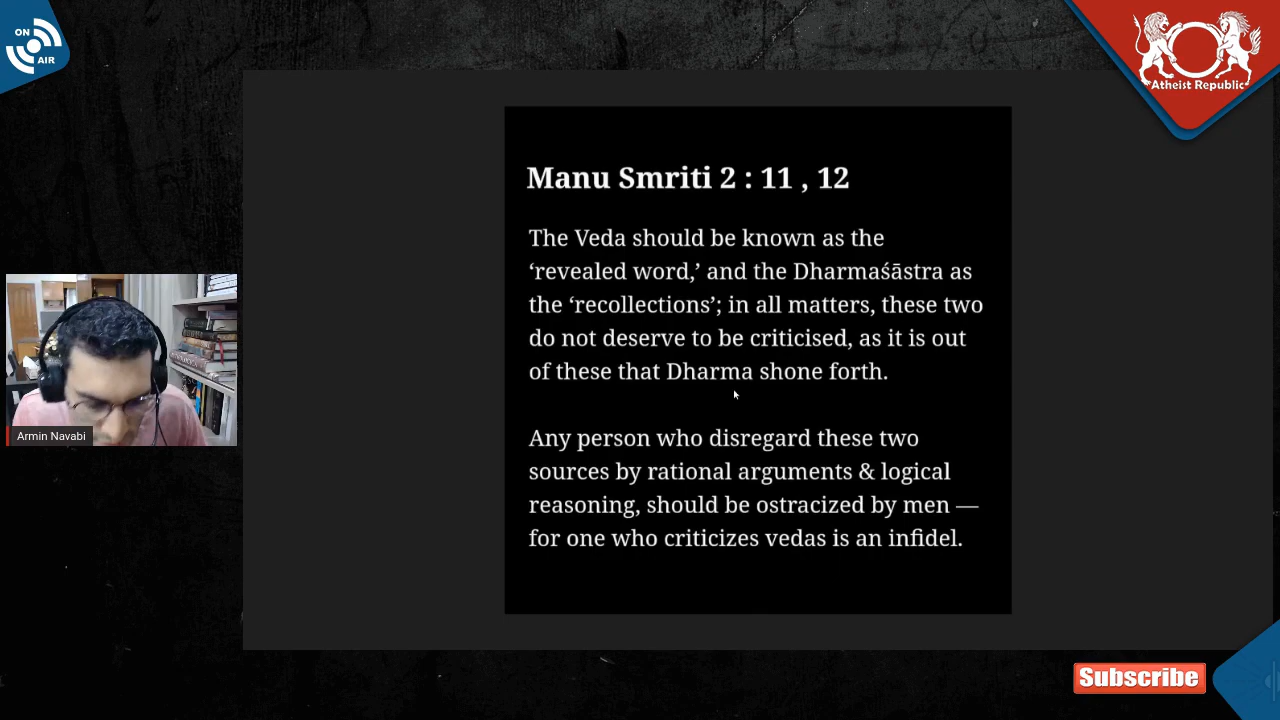 ON
AIR
Atheist Republic
Manu Smriti 2 : 11 , 12
The Veda should be known as the
‘revealed word,’ and the Dharmaśāstra as
the ‘recollections’; in all matters, these two
do not deserve to be criticised, as it is out
of these that Dharma shone forth.
Any person who disregard these two
sources by rational arguments & logical
reasoning, should be ostracized by men —
for one who criticizes vedas is an infidel.
Armin Navabi
Subscribe